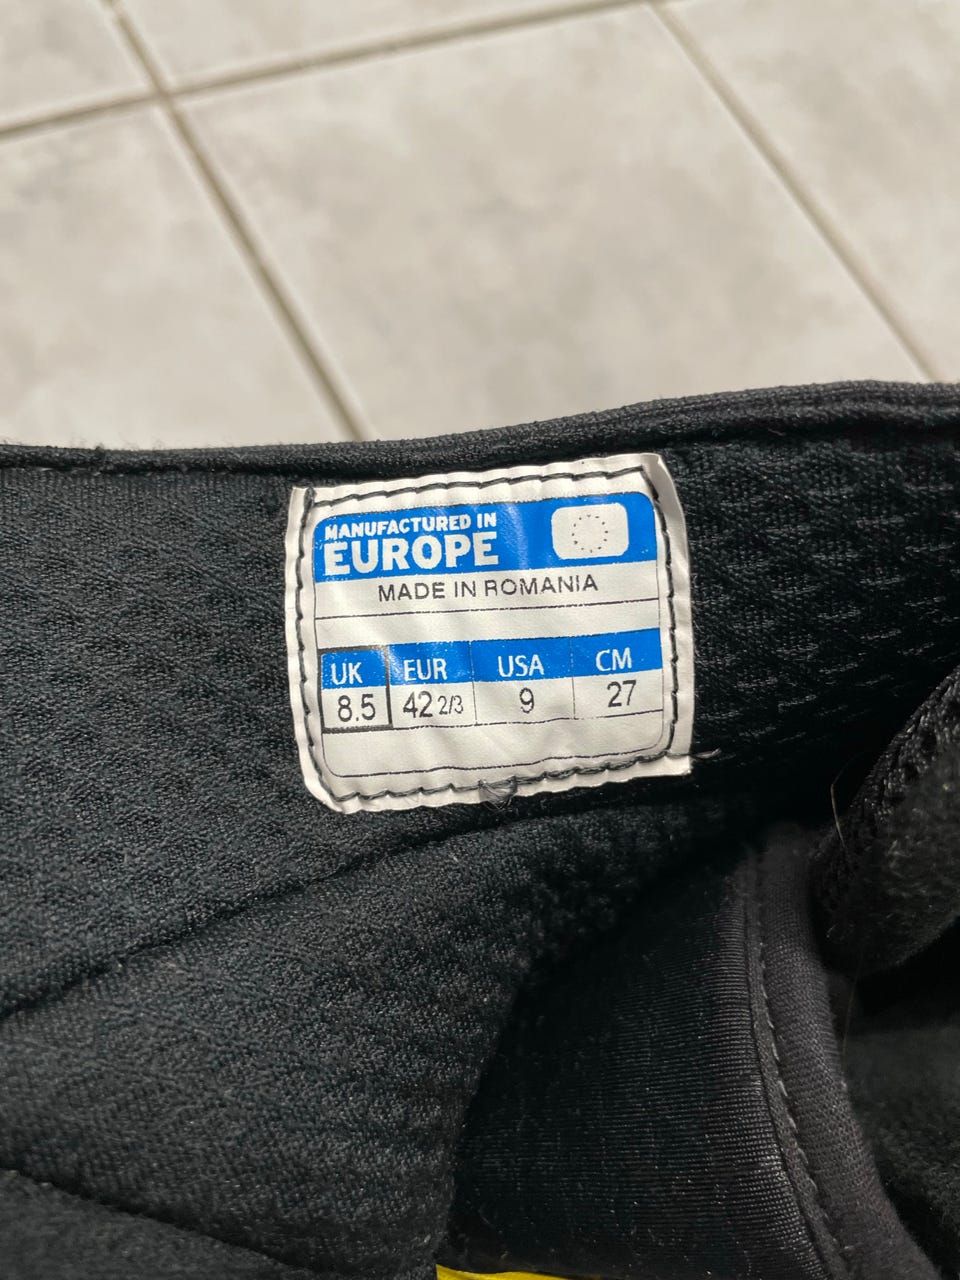 MANUFACTURED IN
EUROPE
MADE IN ROMANIA
UK EUR USA CM
8.5 42 2/3 9 27